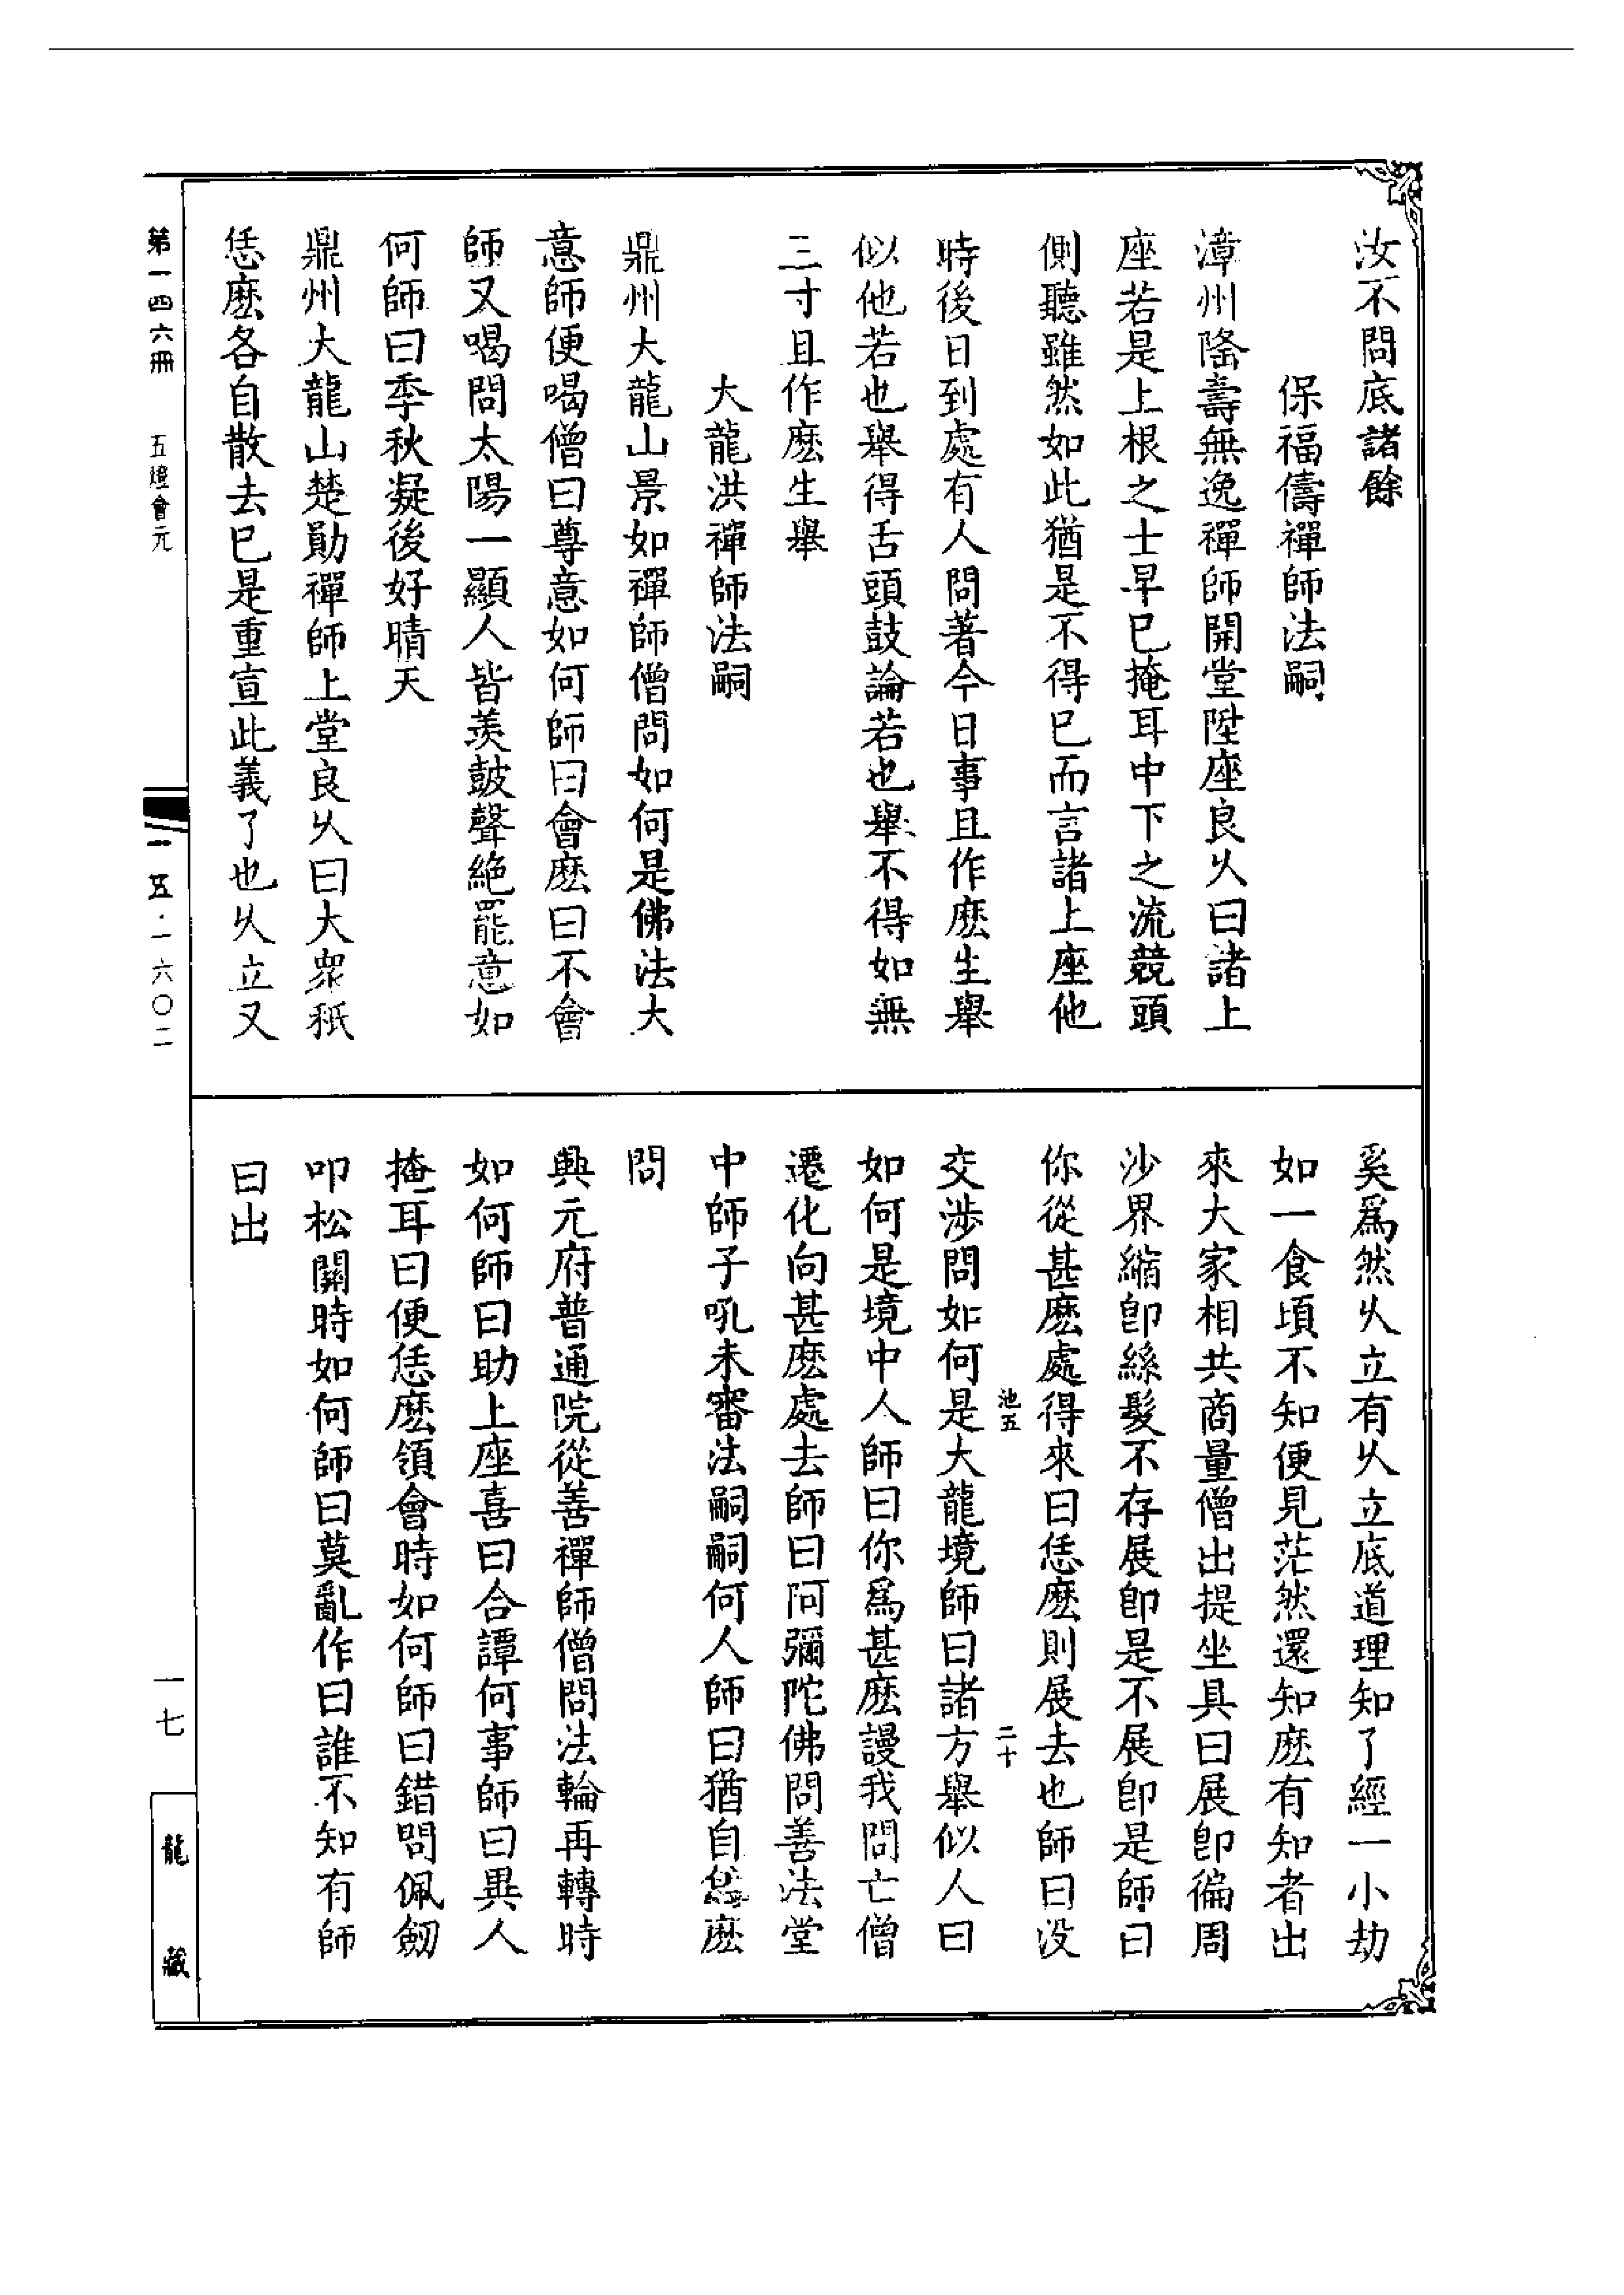 汝不問底諸餘
保福儔禪師法嗣
漳州隆壽無逸禪師開堂陞座良久曰諸上
座若是上根之士早已掩耳中下之流競頭
側聽雖然如此猶是不得已而言諸上座他
時後日到處有人問著今日事且作麽生舉
似他若也舉得舌頭鼓論若也舉不得如無
三寸且作麽生舉
大龍洪禪師法嗣
鼎州大龍山景如禪師僧問如何是佛法大
意師便喝僧曰尊意如何師曰會麽曰不會
師又喝問太陽一顯人皆羨鼓聲絶罷意如
何師曰季秋凝後好晴天
鼎州大龍山楚勛禪師上堂良久曰大衆秖
恁麽各自散去已是重宣此義了也久立又
奚爲然久立有久立底道理知了經一小劫
如一食頃不知便見茫然還知麽有知者出
來大家相共商量僧出提坐具曰展卽徧周
沙界縮卽絲髮不存展卽是不展卽是師曰
你從甚麽處得來曰恁麽則展去也師曰没
交涉問如何是大龍境師曰諸方舉似人曰
池五
二十
如何是境中人師曰你爲甚麽謾我問亡僧
遷化向甚麽處去師曰阿彌陀佛問善法堂
中師子吼未審法嗣嗣何人師曰猶自恁麽
問
興元府普通院從善禪師僧問法輪再轉時
如何師曰助上座喜曰合譚何事師曰異人
掩耳曰便恁麽領會時如何師曰錯問佩劒
叩松關時如何師曰莫亂作曰誰不知有師
曰出
第一四六冊
五燈會元
一五·一六〇二
一七
龍藏